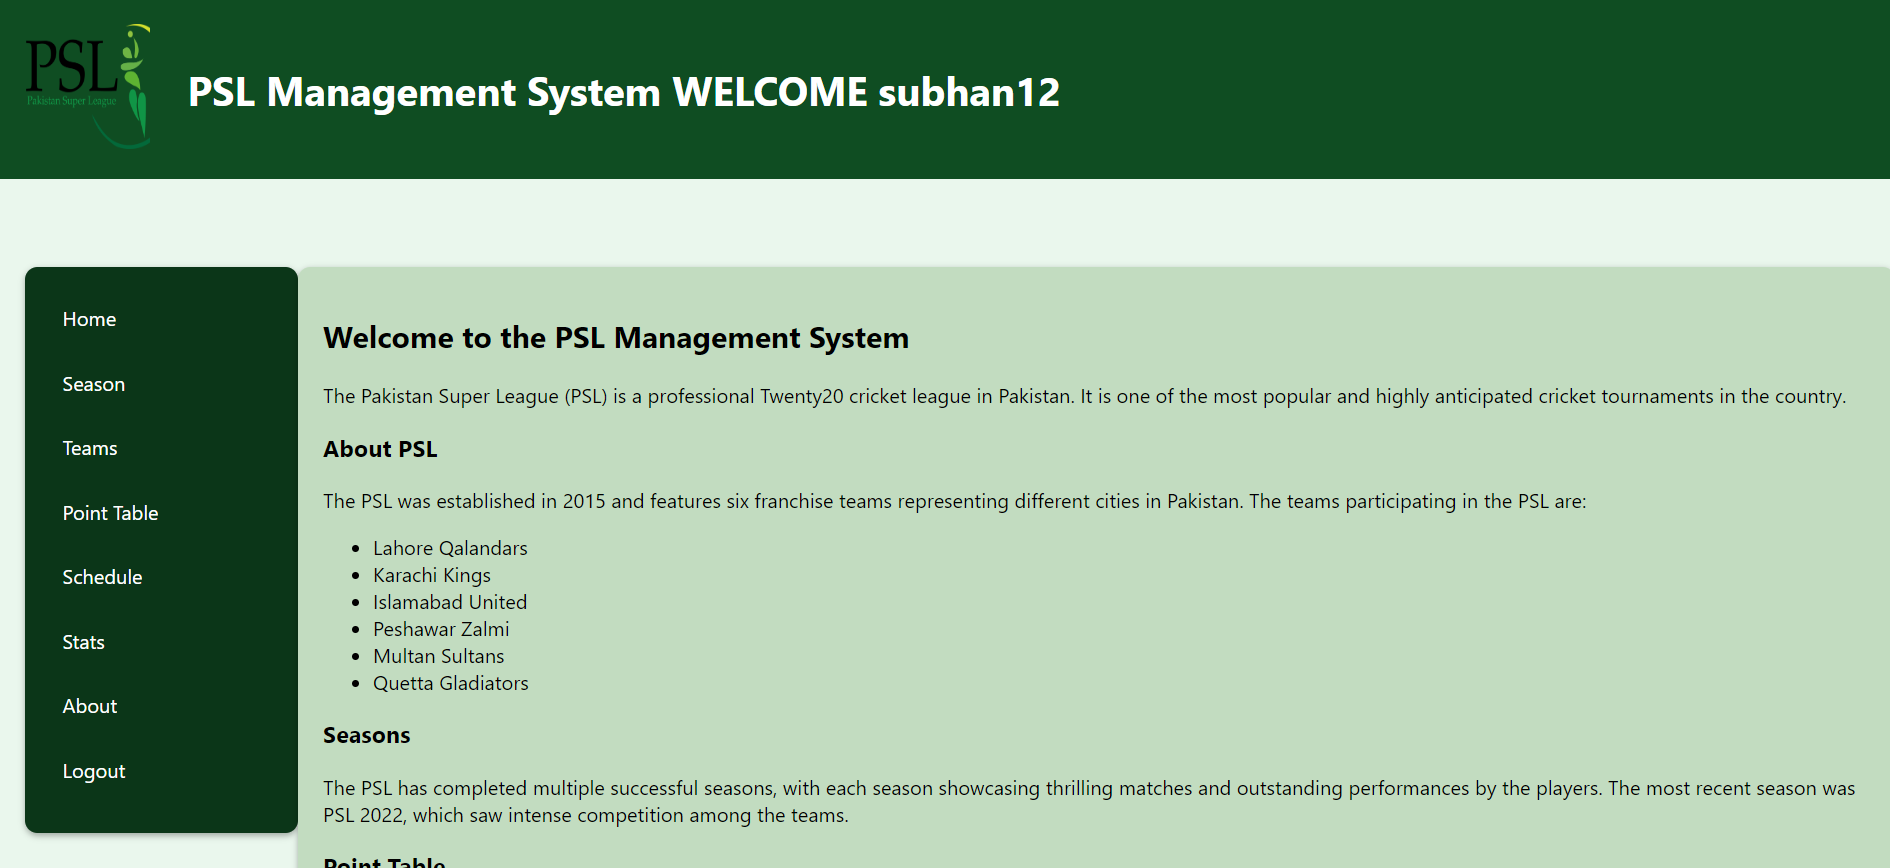 PSL
Pakistan Super League
PSL Management System WELCOME subhan12
Home
Season
Teams
Point Table
Schedule
Stats
About
Logout
Welcome to the PSL Management System
The Pakistan Super League (PSL) is a professional Twenty20 cricket league in Pakistan. It is one of the most popular and highly anticipated cricket tournaments in the country.
About PSL
The PSL was established in 2015 and features six franchise teams representing different cities in Pakistan. The teams participating in the PSL are:
Lahore Qalandars
Karachi Kings
Islamabad United
Peshawar Zalmi
Multan Sultans
Quetta Gladiators
Seasons
The PSL has completed multiple successful seasons, with each season showcasing thrilling matches and outstanding performances by the players. The most recent season was
PSL 2022, which saw intense competition among the teams.
Point Table